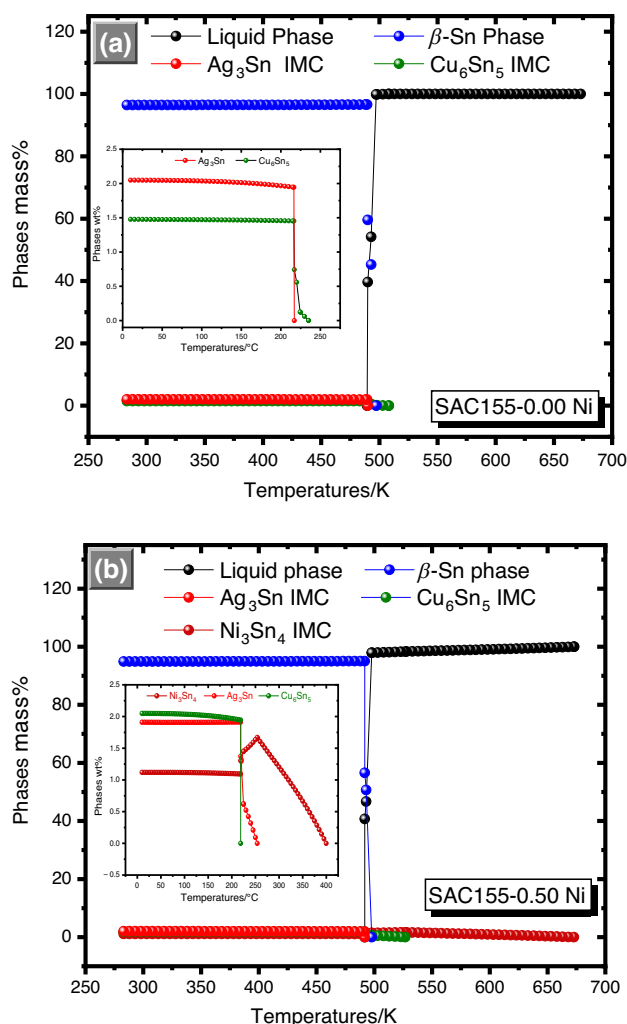 (a)
Liquid Phase
β-Sn Phase
Ag₃Sn IMC
Cu₆Sn₅ IMC
Phases mass%
120
100
80
60
40
20
0
Ag₃Sn
Cu₆Sn₅
Phases wt%
2.5
2.0
1.5
1.0
0.5
0.0
0 50 100 150 200 250
Temperatures/°C
SAC155-0.00 Ni
250 300 350 400 450 500 550 600 650 700
Temperatures/K
(b)
Liquid phase
β-Sn phase
Ag₃Sn IMC
Cu₆Sn₅ IMC
Ni₃Sn₄ IMC
Phases mass%
120
100
80
60
40
20
0
Ni₃Sn₄
Ag₃Sn
Cu₆Sn₅
Phases wt%
2.5
2.0
1.5
1.0
0.5
0.0
−0.5
0 50 100 150 200 250 300 350 400 450
Temperatures/°C
SAC155-0.50 Ni
250 300 350 400 450 500 550 600 650 700
Temperatures/K